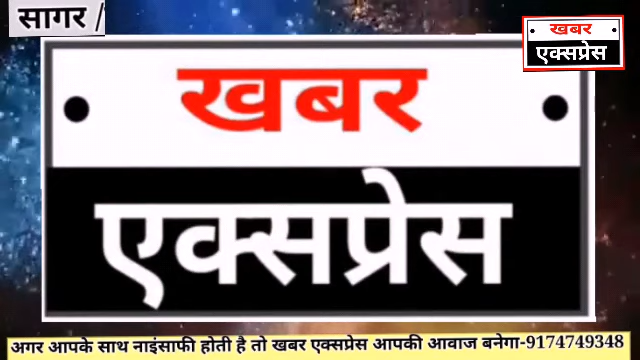 सागर /
खबर
एक्सप्रेस
खबर
एक्सप्रेस
अगर आपके साथ नाइंसाफी होती है तो खबर एक्सप्रेस आपकी आवाज बनेगा-9174749348